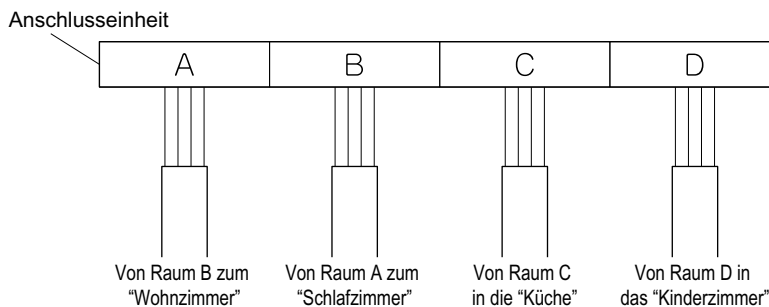 Anschlusseinheit
A B C D
Von Raum B zum Von Raum A zum Von Raum C Von Raum D in
“Wohnzimmer” “Schlafzimmer” in die “Küche” das “Kinderzimmer”